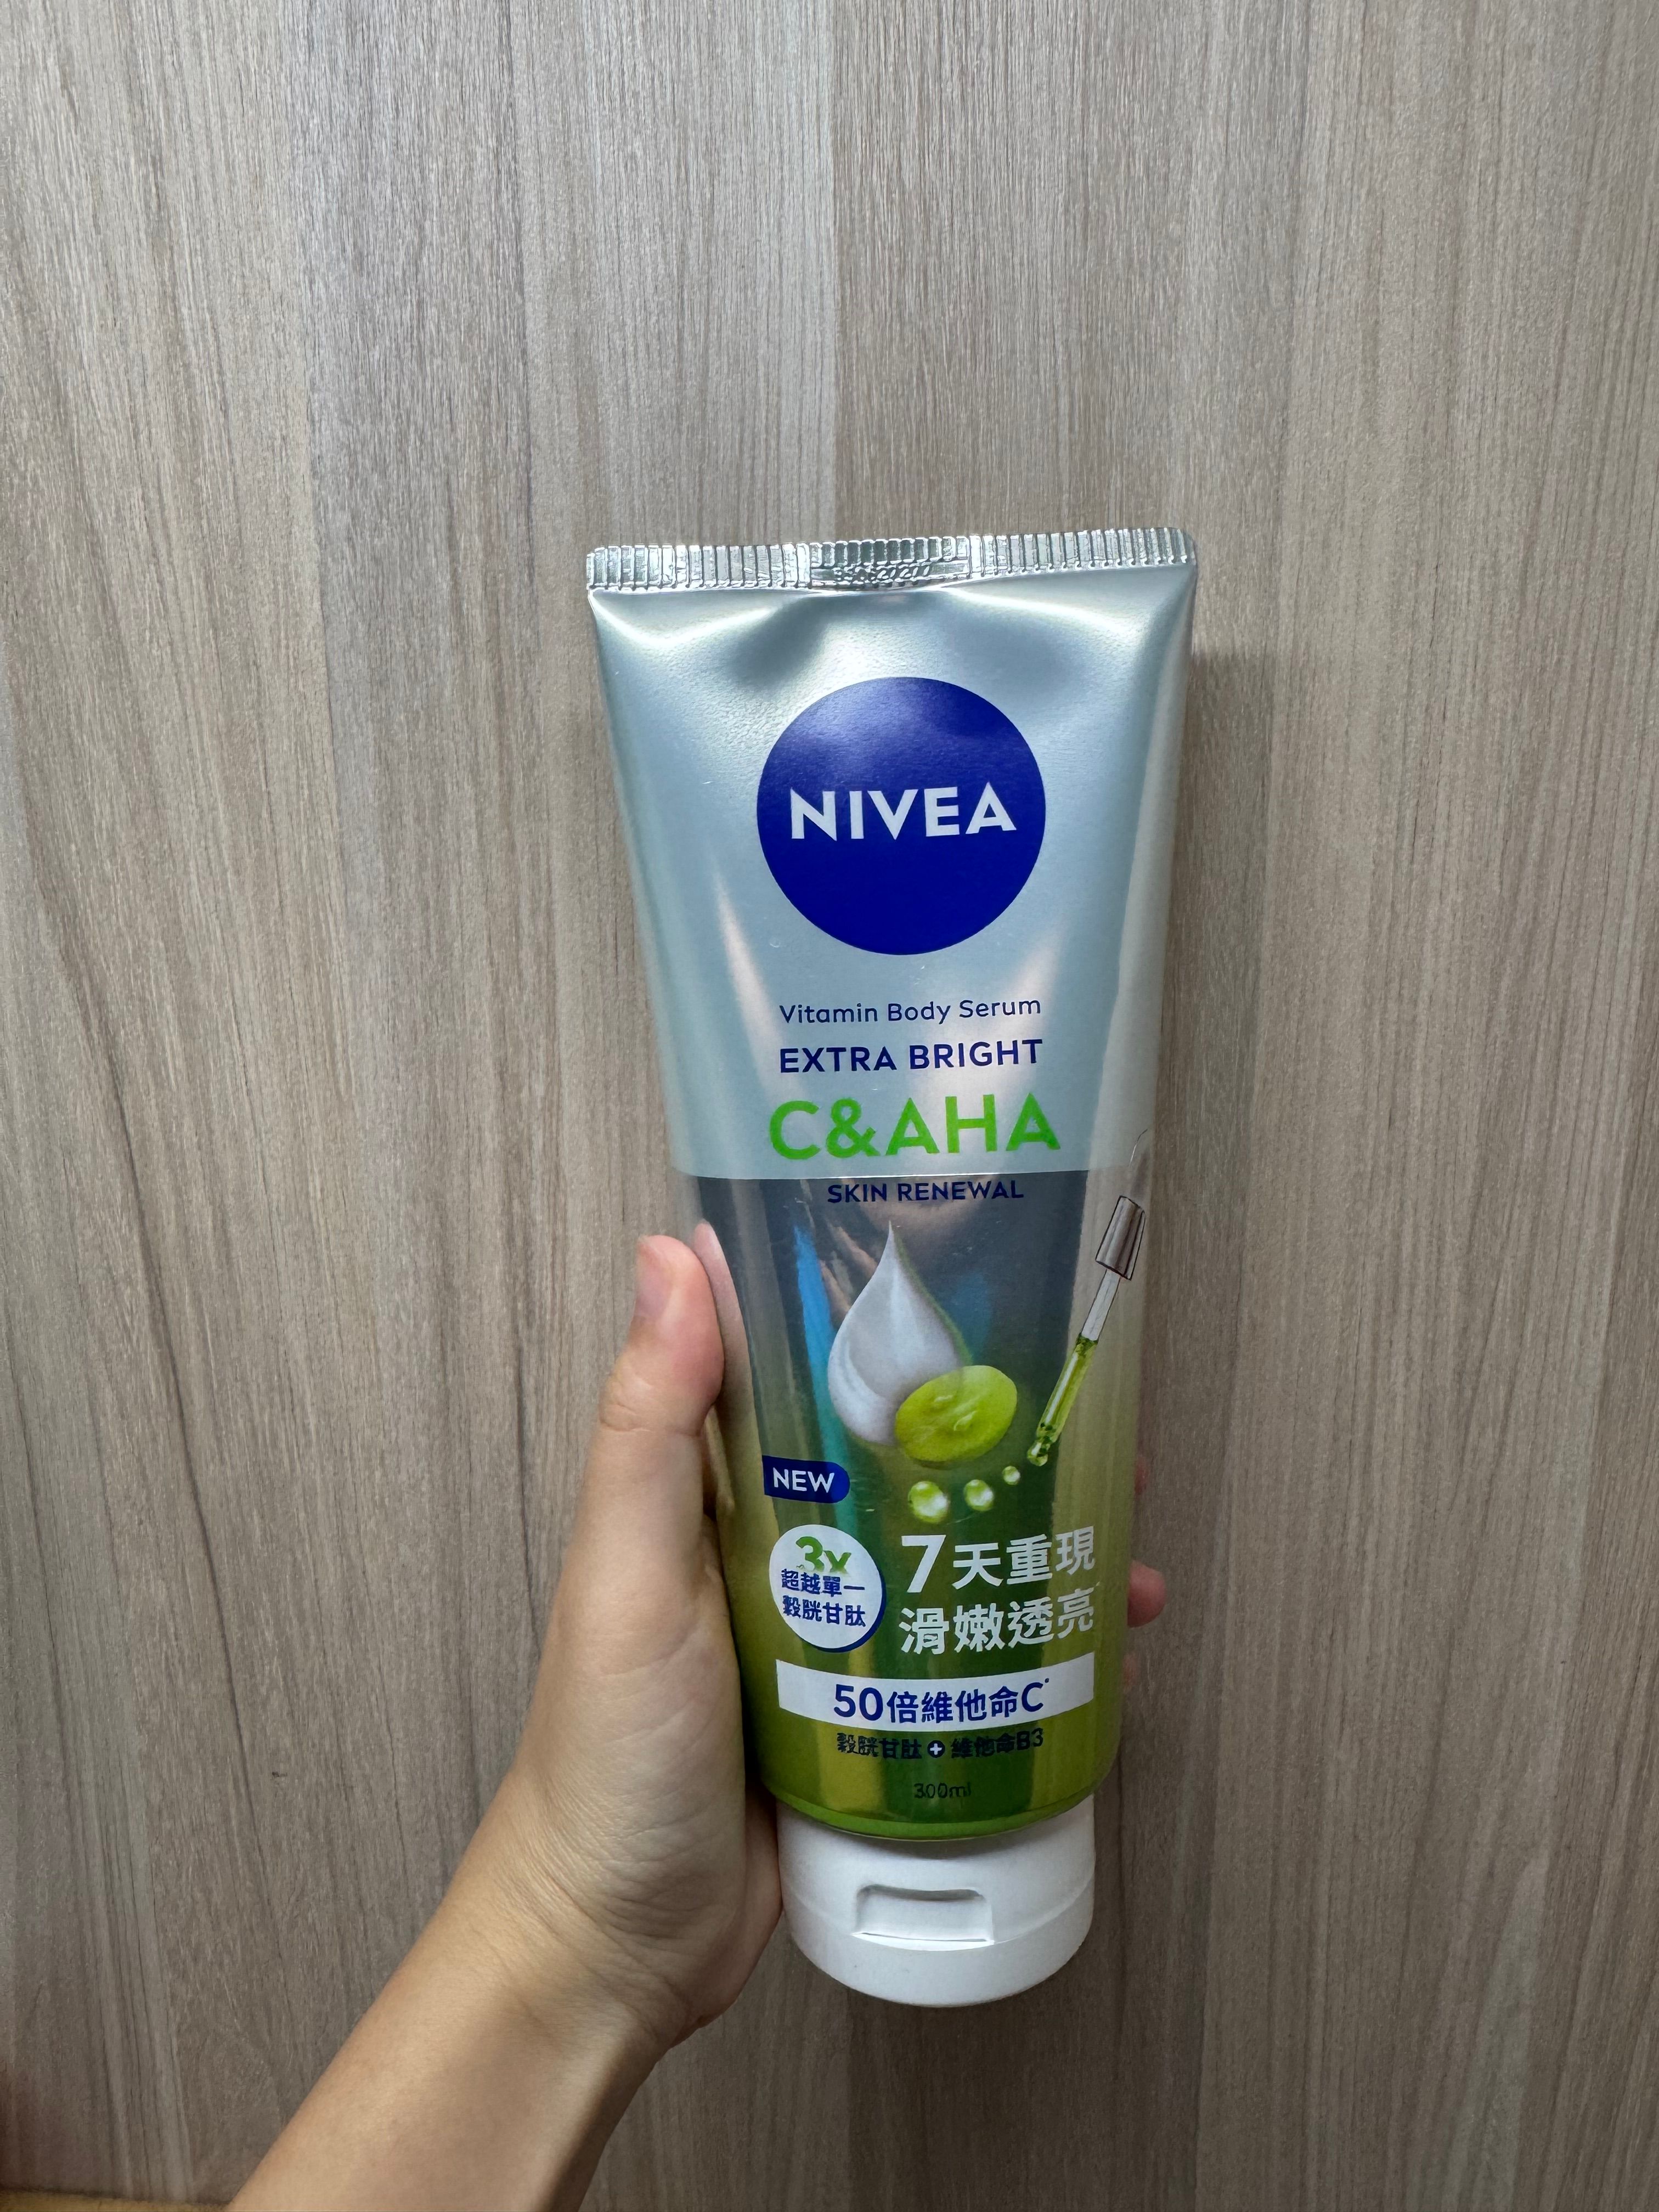 NIVEA
Vitamin Body Serum
EXTRA BRIGHT
C&AHA
SKIN RENEWAL
NEW
3x
超越單一
穀胱甘肽
7天重現
滑嫩透亮
50倍維他命C*
穀胱甘肽 + 維他命B3
300ml